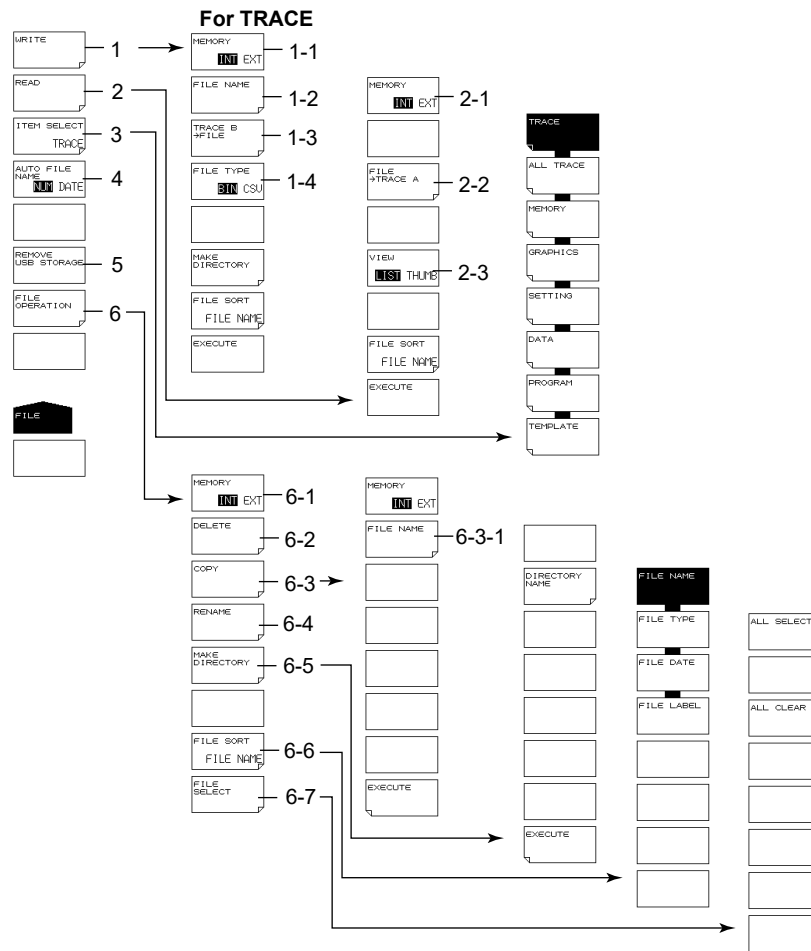 For TRACE
WRITE
1
READ
2
ITEM SELECT
TRACE
3
AUTO FILE
NAME
NUM DATE
4
REMOVE
USB STORAGE
5
FILE
OPERATION
6
FILE
MEMORY
INT EXT
1-1
FILE NAME
1-2
TRACE B
→FILE
1-3
FILE TYPE
BIN CSV
1-4
MAKE
DIRECTORY
FILE SORT
FILE NAME
EXECUTE
MEMORY
INT EXT
2-1
FILE
→TRACE A
2-2
VIEW
LIST THUMB
2-3
FILE SORT
FILE NAME
EXECUTE
TRACE
ALL TRACE
MEMORY
GRAPHICS
SETTING
DATA
PROGRAM
TEMPLATE
MEMORY
INT EXT
6-1
DELETE
6-2
COPY
6-3
RENAME
6-4
MAKE
DIRECTORY
6-5
FILE SORT
FILE NAME
6-6
FILE
SELECT
6-7
MEMORY
INT EXT
FILE NAME
6-3-1
EXECUTE
DIRECTORY
NAME
EXECUTE
FILE NAME
FILE TYPE
FILE DATE
FILE LABEL
ALL SELECT
ALL CLEAR